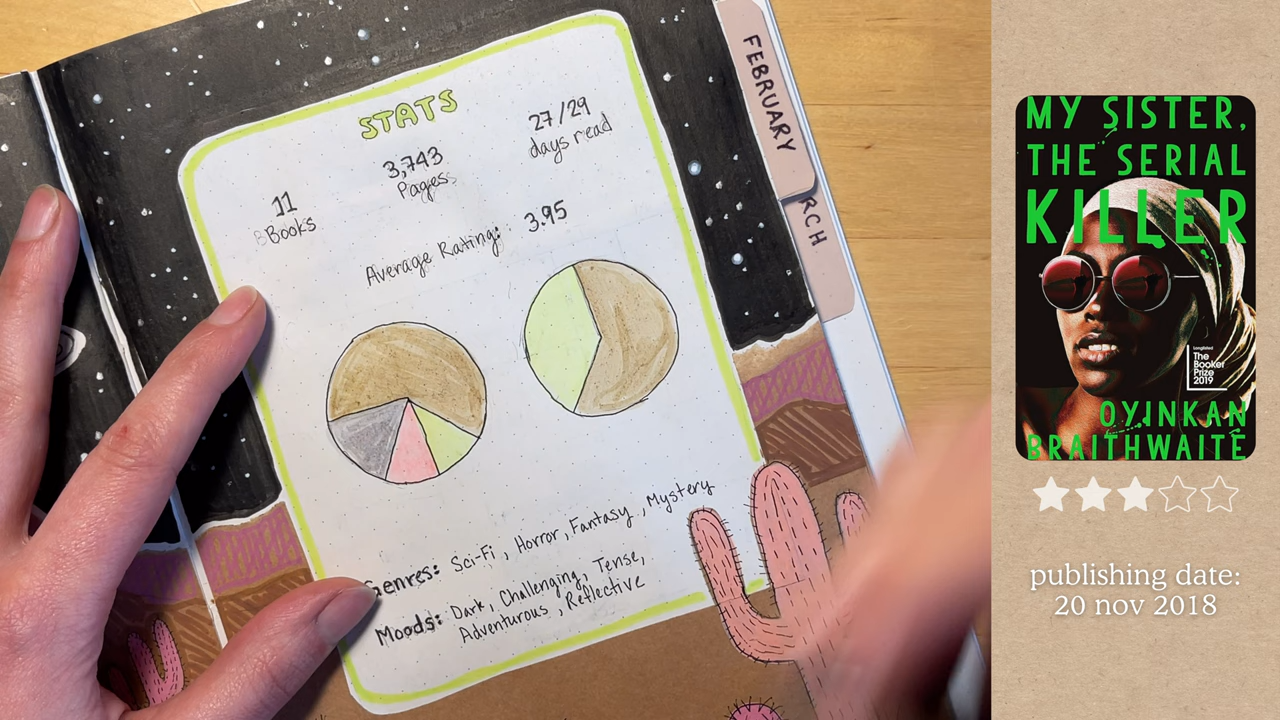 STATS
27/29
days read
3,743
Pagess
11
Books
Average Rating: 3.95
Genres: Sci-Fi, Horror, Fantasy, Mystery
Moods: Dark, Challenging, Tense,
Adventurous, Reflective
FEBRUARY
RCH
MY SISTER,
THE SERIAL
KILLER
Longlisted
The
Booker
Prize
2019
OYINKAN
BRAITHWAITE
publishing date:
20 nov 2018